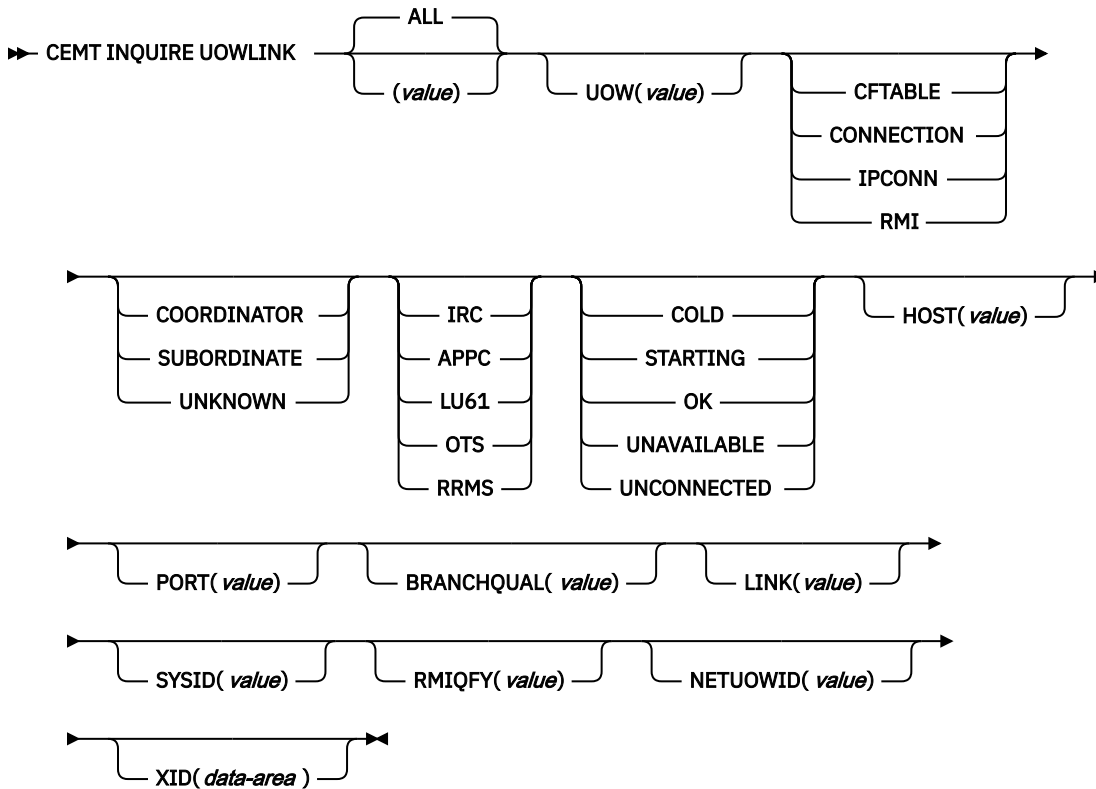 ALL
CEMT INQUIRE UOWLINK
(value)
UOW(value)
CFTABLE
CONNECTION
IPCONN
RMI
COORDINATOR
SUBORDINATE
UNKNOWN
IRC
APPC
LU61
OTS
RRMS
COLD
STARTING
OK
UNAVAILABLE
UNCONNECTED
HOST(value)
PORT(value)
BRANCHQUAL( value)
LINK(value)
SYSID( value)
RMIQFY(value)
NETUOWID( value)
XID( data-area )